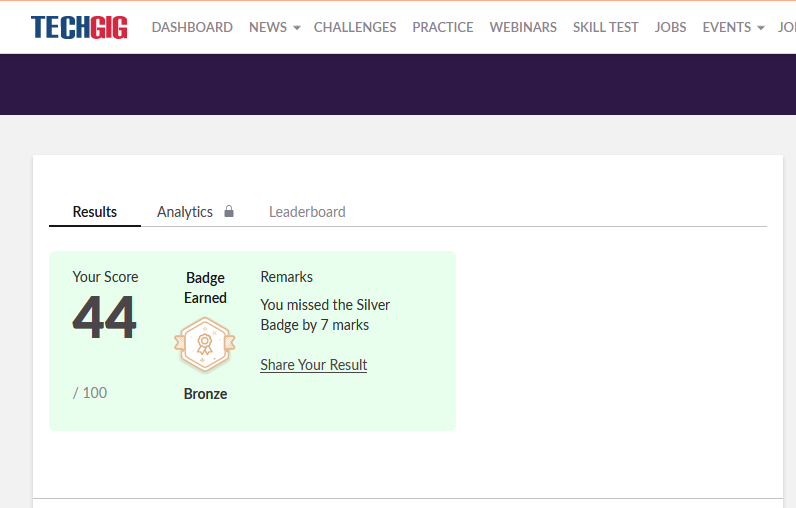 TECHGIG DASHBOARD NEWS CHALLENGES PRACTICE WEBINARS SKILL TEST JOBS EVENTS
Results Analytics Leaderboard
Your Score
44
/ 100
Badge
Earned
Bronze
Remarks
You missed the Silver
Badge by 7 marks
Share Your Result